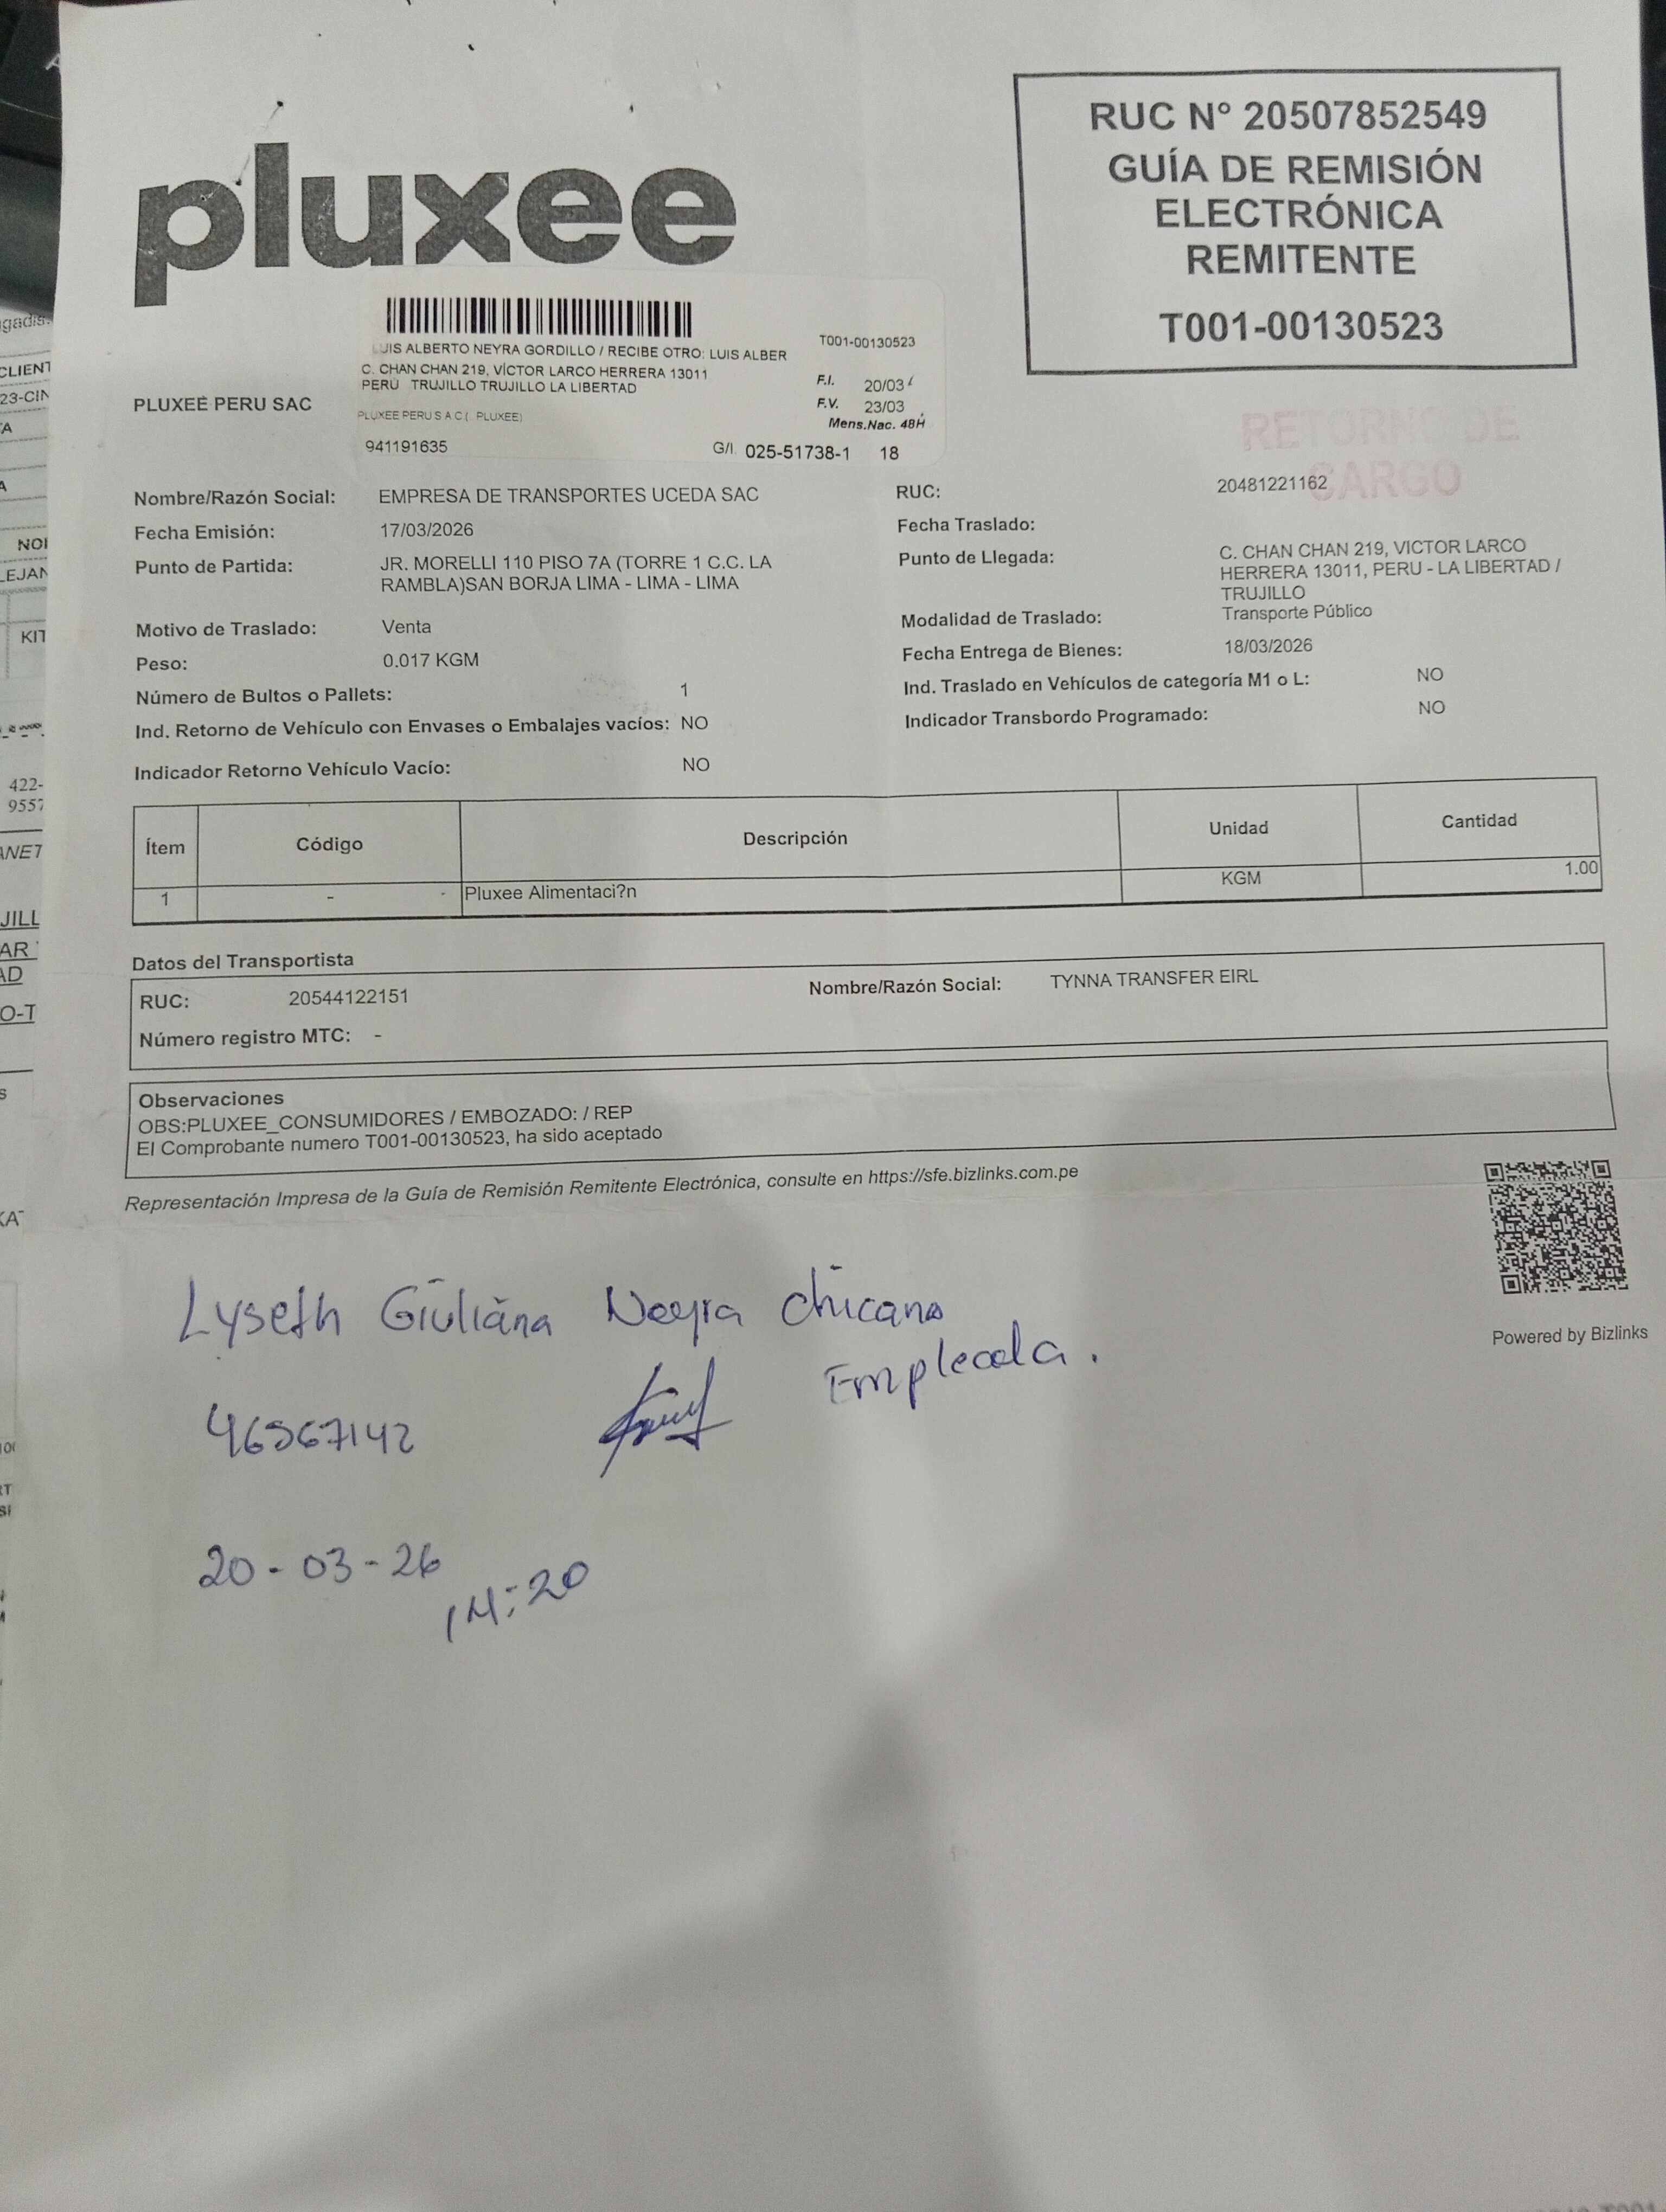 pluxee
RUC N° 20507852549
GUÍA DE REMISIÓN
ELECTRÓNICA
REMITENTE
T001-00130523
LUIS ALBERTO NEYRA GORDILLO / RECIBE OTRO: LUIS ALBER
T001-00130523
C. CHAN CHAN 219, VÍCTOR LARCO HERRERA 13011
PERÚ TRUJILLO TRUJILLO LA LIBERTAD
F.I. 20/03
F.V. 23/03
Mens.Nac. 48H
PLUXEE PERU SAC
PLUXEE PERU S A C ( PLUXEE)
941191635
G/I. 025-51738-1 18
RETORNO DE
CARGO
Nombre/Razón Social: EMPRESA DE TRANSPORTES UCEDA SAC
RUC: 20481221162
Fecha Emisión: 17/03/2026
Fecha Traslado:
Punto de Partida: JR. MORELLI 110 PISO 7A (TORRE 1 C.C. LA
RAMBLA)SAN BORJA LIMA - LIMA - LIMA
Punto de Llegada: C. CHAN CHAN 219, VICTOR LARCO
HERRERA 13011, PERU - LA LIBERTAD /
TRUJILLO
Motivo de Traslado: Venta
Modalidad de Traslado: Transporte Público
Peso: 0.017 KGM
Fecha Entrega de Bienes: 18/03/2026
Número de Bultos o Pallets: 1
Ind. Traslado en Vehículos de categoría M1 o L: NO
Ind. Retorno de Vehículo con Envases o Embalajes vacíos: NO
Indicador Transbordo Programado: NO
Indicador Retorno Vehículo Vacío: NO
Ítem Código Descripción Unidad Cantidad
1 - - Pluxee Alimentaci?n KGM 1.00
Datos del Transportista
RUC: 20544122151 Nombre/Razón Social: TYNNA TRANSFER EIRL
Número registro MTC: -
Observaciones
OBS:PLUXEE_CONSUMIDORES / EMBOZADO: / REP
El Comprobante numero T001-00130523, ha sido aceptado
Representación Impresa de la Guía de Remisión Remitente Electrónica, consulte en https://sfe.bizlinks.com.pe
Powered by Bizlinks
Lyseth Giuliana Neyra Chicano
Empleada.
46567142
20-03-26
14:20